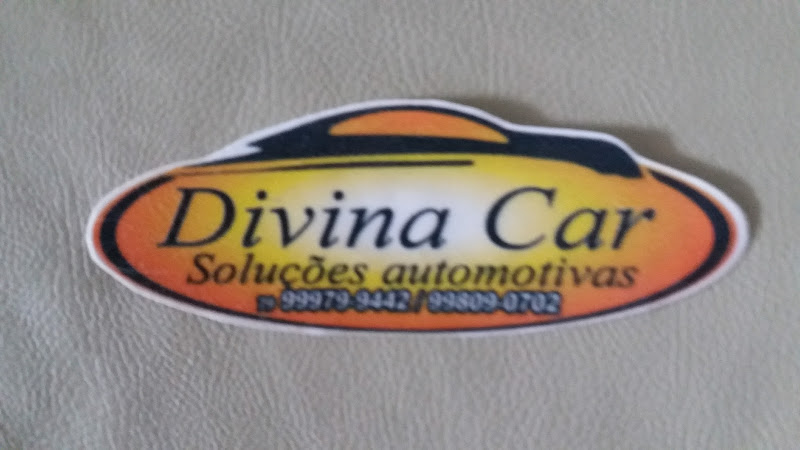 Divina Car
Soluções automotivas
99979-9442 / 99809-0702